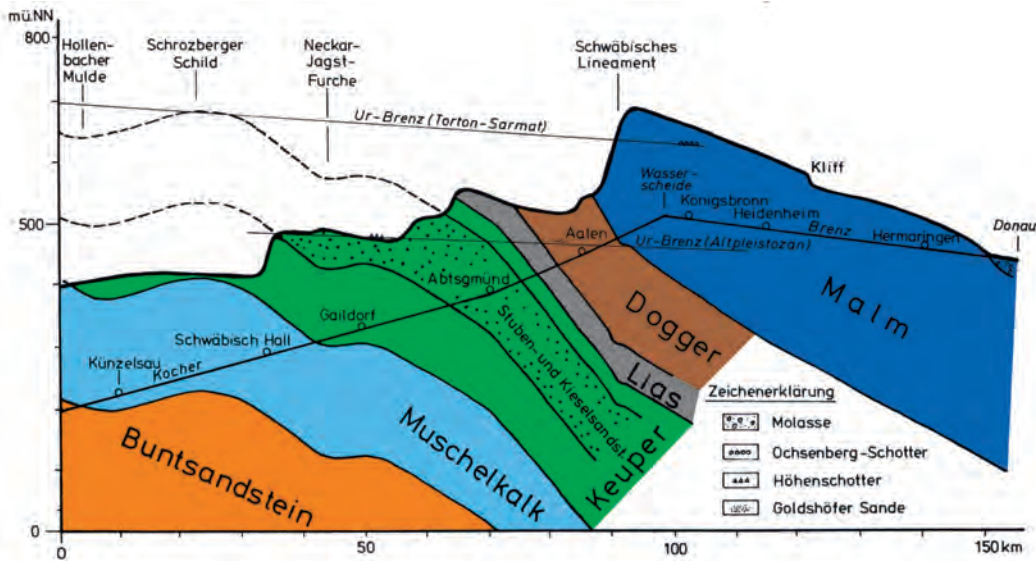 mü.NN
800
500
0
Hollen-
bacher
Mulde
Schrozberger
Schild
Neckar-
Jagst-
Furche
Schwäbisches
Lineament
Ur-Brenz (Torton-Sarmat)
Kliff
Wasser-
scheide
Königsbronn
Heidenheim
Brenz
Hermaringen
Donau
Aalen
Ur-Brenz (Altpleistozän)
Abtsgmünd
Gaildorf
Schwäbisch Hall
Künzelsau
Kocher
Stuben- und Kieselsandst.
Buntsandstein
Muschelkalk
Keuper
Lias
Dogger
Malm
Zeichenerklärung
Molasse
Ochsenberg-Schotter
Höhenschotter
Goldshöfer Sande
0
50
100
150 km